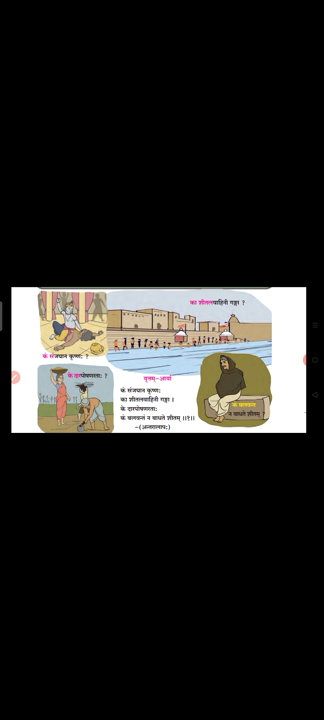 का शीतलवाहिनी गङ्गा ?
कं संजघान कृष्णः ?
के दारपोषणरताः ?
वृत्तम्-आर्या
कं संजघान कृष्णः
का शीतलवाहिनी गङ्गा ।
के दारपोषणरताः
कं बलवन्तं न बाधते शीतम् ।।१।।
-(अन्तरालापः)
कं बलवन्तं
न बाधते शीतम् ?